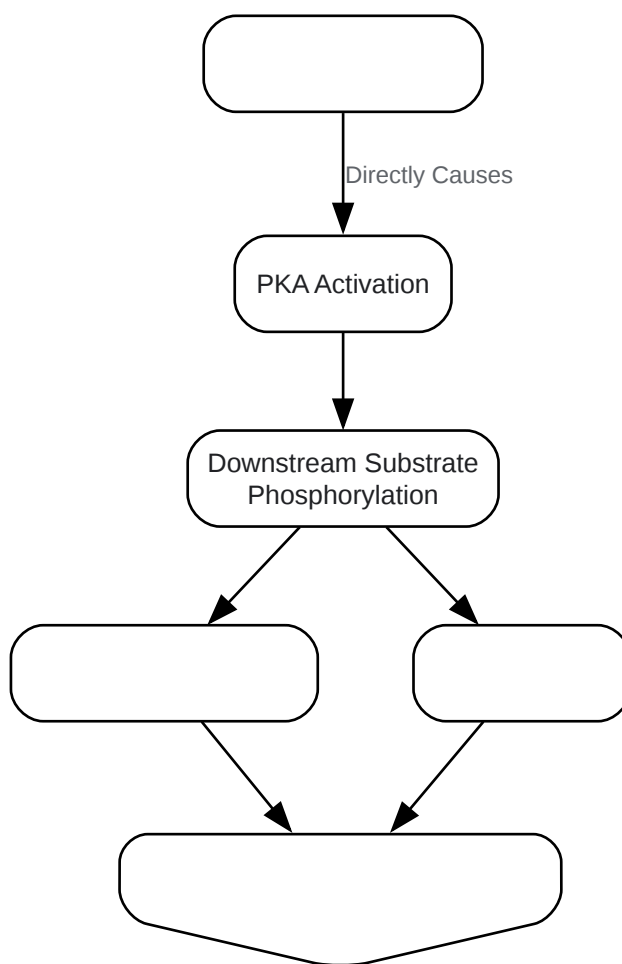 Directly Causes
PKA Activation
Downstream Substrate
Phosphorylation